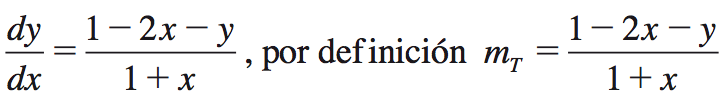 dy/dx = (1 − 2x − y)/(1 + x), por definición m_T = (1 − 2x − y)/(1 + x)